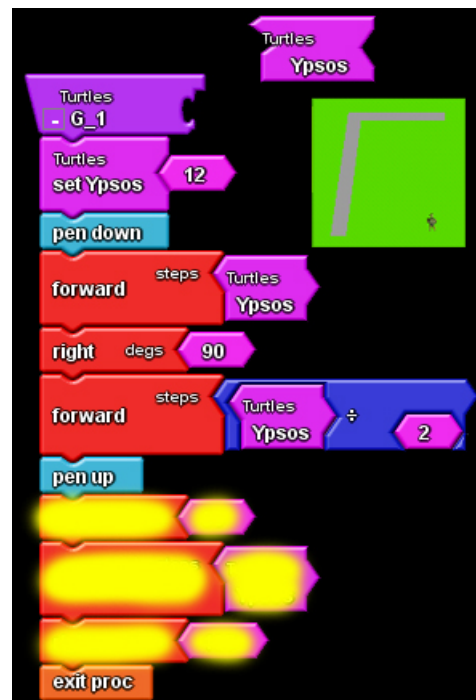 Turtles
Ypsos
Turtles
- G_1
Turtles
set Ypsos 12
pen down
forward steps Turtles
Ypsos
right degs 90
forward steps Turtles
Ypsos ÷ 2
pen up
exit proc